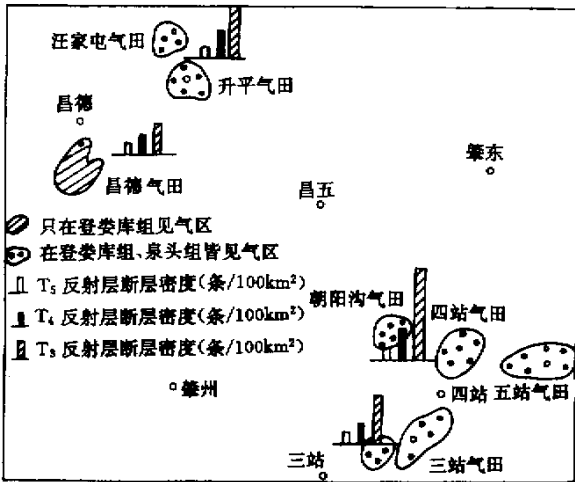 汪家屯气田
升平气田
昌德
肇东
昌德气田
昌五
只在登娄库组见气区
在登娄库组、泉头组皆见气区
T₅ 反射层断层密度(条/100km²)
朝阳沟气田
四站气田
T₄ 反射层断层密度(条/100km²)
T₃ 反射层断层密度(条/100km²)
肇州
四站
五站气田
三站
三站气田